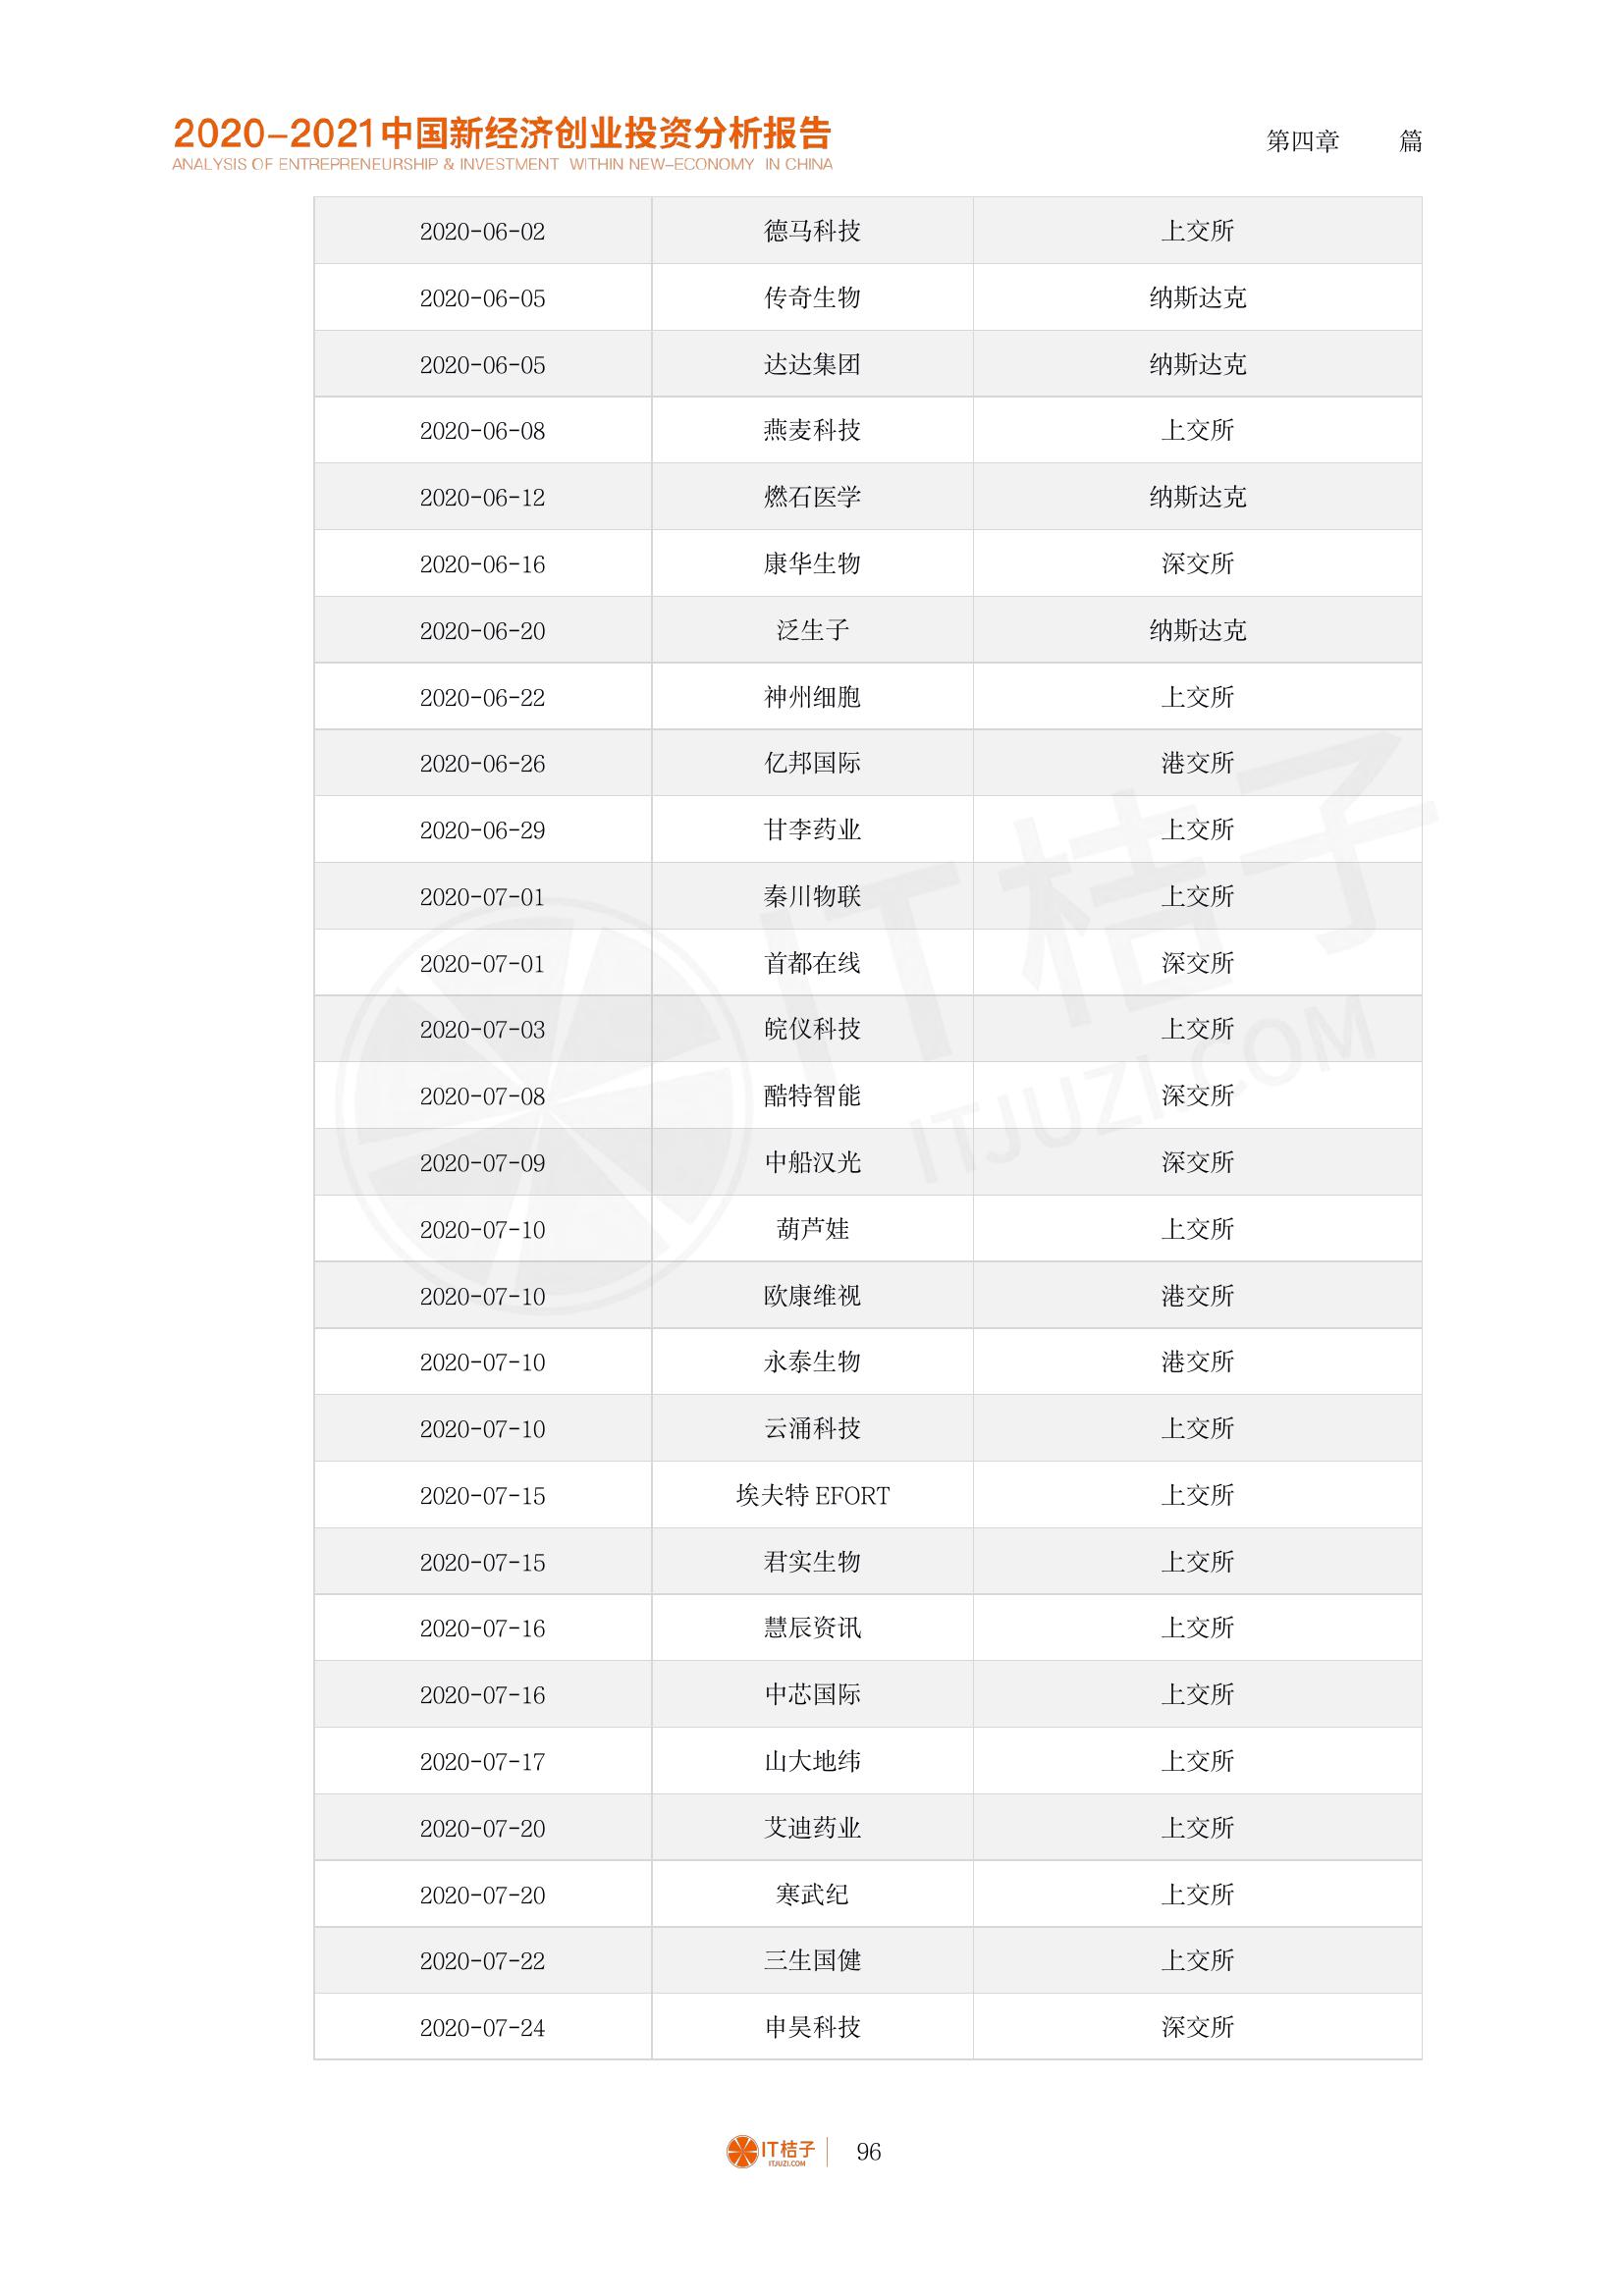 2020-2021中国新经济创业投资分析报告
ANALYSIS OF ENTREPRENEURSHIP & INVESTMENT WITHIN NEW-ECONOMY IN CHINA
第四章 篇
2020-06-02 德马科技 上交所
2020-06-05 传奇生物 纳斯达克
2020-06-05 达达集团 纳斯达克
2020-06-08 燕麦科技 上交所
2020-06-12 燃石医学 纳斯达克
2020-06-16 康华生物 深交所
2020-06-20 泛生子 纳斯达克
2020-06-22 神州细胞 上交所
2020-06-26 亿邦国际 港交所
2020-06-29 甘李药业 上交所
2020-07-01 秦川物联 上交所
2020-07-01 首都在线 深交所
2020-07-03 皖仪科技 上交所
2020-07-08 酷特智能 深交所
2020-07-09 中船汉光 深交所
2020-07-10 葫芦娃 上交所
2020-07-10 欧康维视 港交所
2020-07-10 永泰生物 港交所
2020-07-10 云涌科技 上交所
2020-07-15 埃夫特 EFORT 上交所
2020-07-15 君实生物 上交所
2020-07-16 慧辰资讯 上交所
2020-07-16 中芯国际 上交所
2020-07-17 山大地纬 上交所
2020-07-20 艾迪药业 上交所
2020-07-20 寒武纪 上交所
2020-07-22 三生国健 上交所
2020-07-24 申昊科技 深交所
IT桔子
ITJUZI.COM
IT桔子
ITJUZI.COM
96